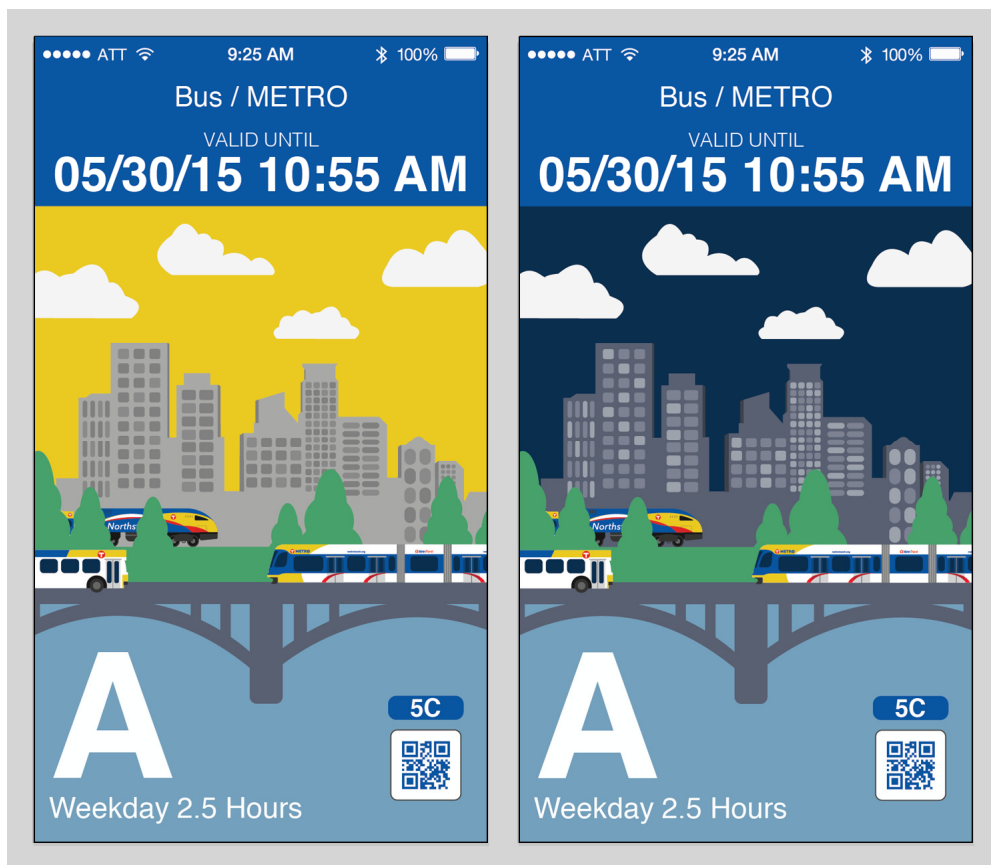 ATT 9:25 AM 100%
Bus / METRO
VALID UNTIL
05/30/15 10:55 AM
Norths
METRO
A
5C
Weekday 2.5 Hours
ATT 9:25 AM 100%
Bus / METRO
VALID UNTIL
05/30/15 10:55 AM
Norths
METRO
A
5C
Weekday 2.5 Hours